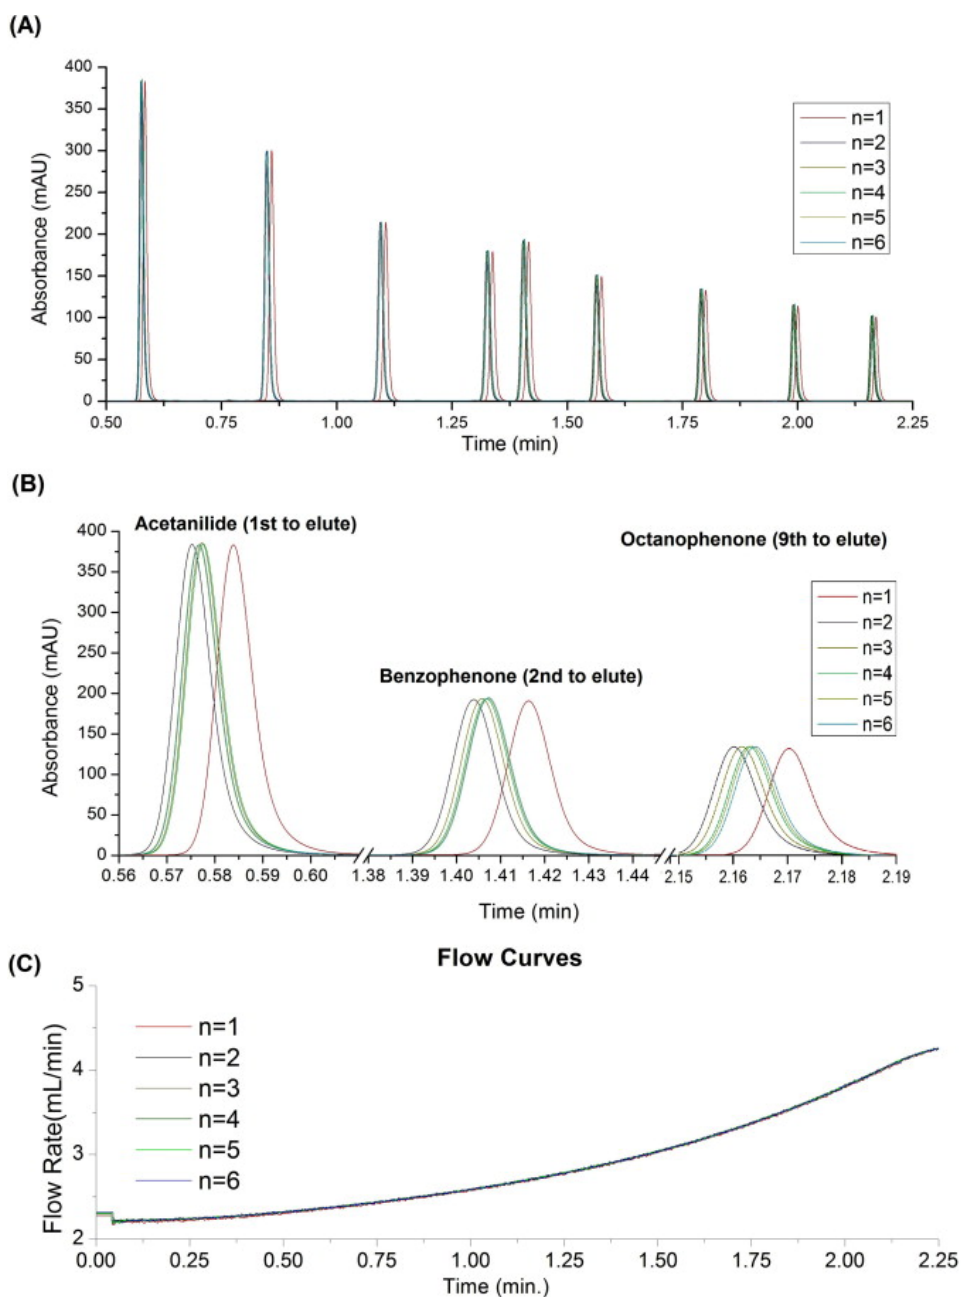 (A)
400
350
300
250
200
150
100
50
0
Absorbance (mAU)
n=1
n=2
n=3
n=4
n=5
n=6
0.50 0.75 1.00 1.25 1.50 1.75 2.00 2.25
Time (min)
(B)
Acetanilide (1st to elute)
Octanophenone (9th to elute)
Benzophenone (2nd to elute)
400
350
300
250
200
150
100
50
0
Absorbance (mAU)
n=1
n=2
n=3
n=4
n=5
n=6
0.56 0.57 0.58 0.59 0.60 1.38 1.39 1.40 1.41 1.42 1.43 1.44 2.15 2.16 2.17 2.18 2.19
Time (min)
(C)
Flow Curves
5
4
3
2
Flow Rate(mL/min)
n=1
n=2
n=3
n=4
n=5
n=6
0.00 0.25 0.50 0.75 1.00 1.25 1.50 1.75 2.00 2.25
Time (min.)